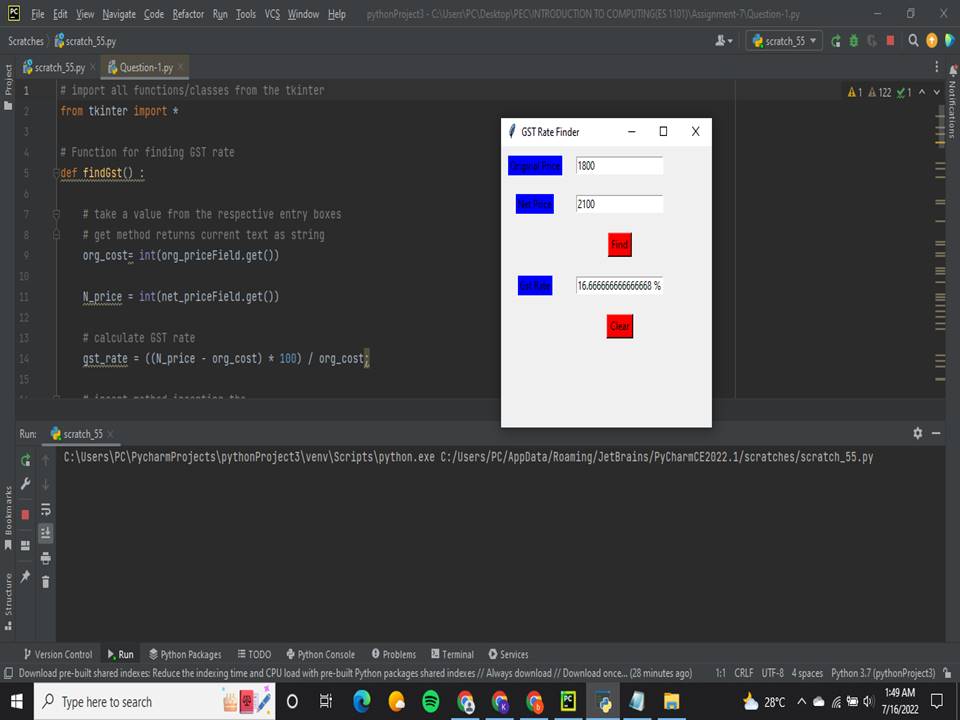 File Edit View Navigate Code Refactor Run Tools VCS Window Help pythonProject3 - C:\Users\PC\Desktop\PEC\INTRODUCTION TO COMPUTING(ES 1101)\Assignment-7\Question-1.py
Scratches scratch_55.py scratch_55
scratch_55.py Question-1.py
Project
Notifications
1 122 1
1 # import all functions/classes from the tkinter
2 from tkinter import *
3
4 # Function for finding GST rate
5 def findGst() :
6
7 # take a value from the respective entry boxes
8 # get method returns current text as string
9 org_cost= int(org_priceField.get())
10
11 N_price = int(net_priceField.get())
12
13 # calculate GST rate
14 gst_rate = ((N_price - org_cost) * 100) / org_cost;
15
GST Rate Finder
Original Price 1800
Net Price 2100
Find
Gst Rate 16.666666666666668 %
Clear
Run: scratch_55
C:\Users\PC\PycharmProjects\pythonProject3\venv\Scripts\python.exe C:/Users/PC/AppData/Roaming/JetBrains/PyCharmCE2022.1/scratches/scratch_55.py
Bookmarks
Structure
Version Control Run Python Packages TODO Python Console Problems Terminal Services
Download pre-built shared indexes: Reduce the indexing time and CPU load with pre-built Python packages shared indexes // Always download // Download once... (28 minutes ago) 1:1 CRLF UTF-8 4 spaces Python 3.7 (pythonProject3)
Type here to search 28°C 1:49 AM
7/16/2022